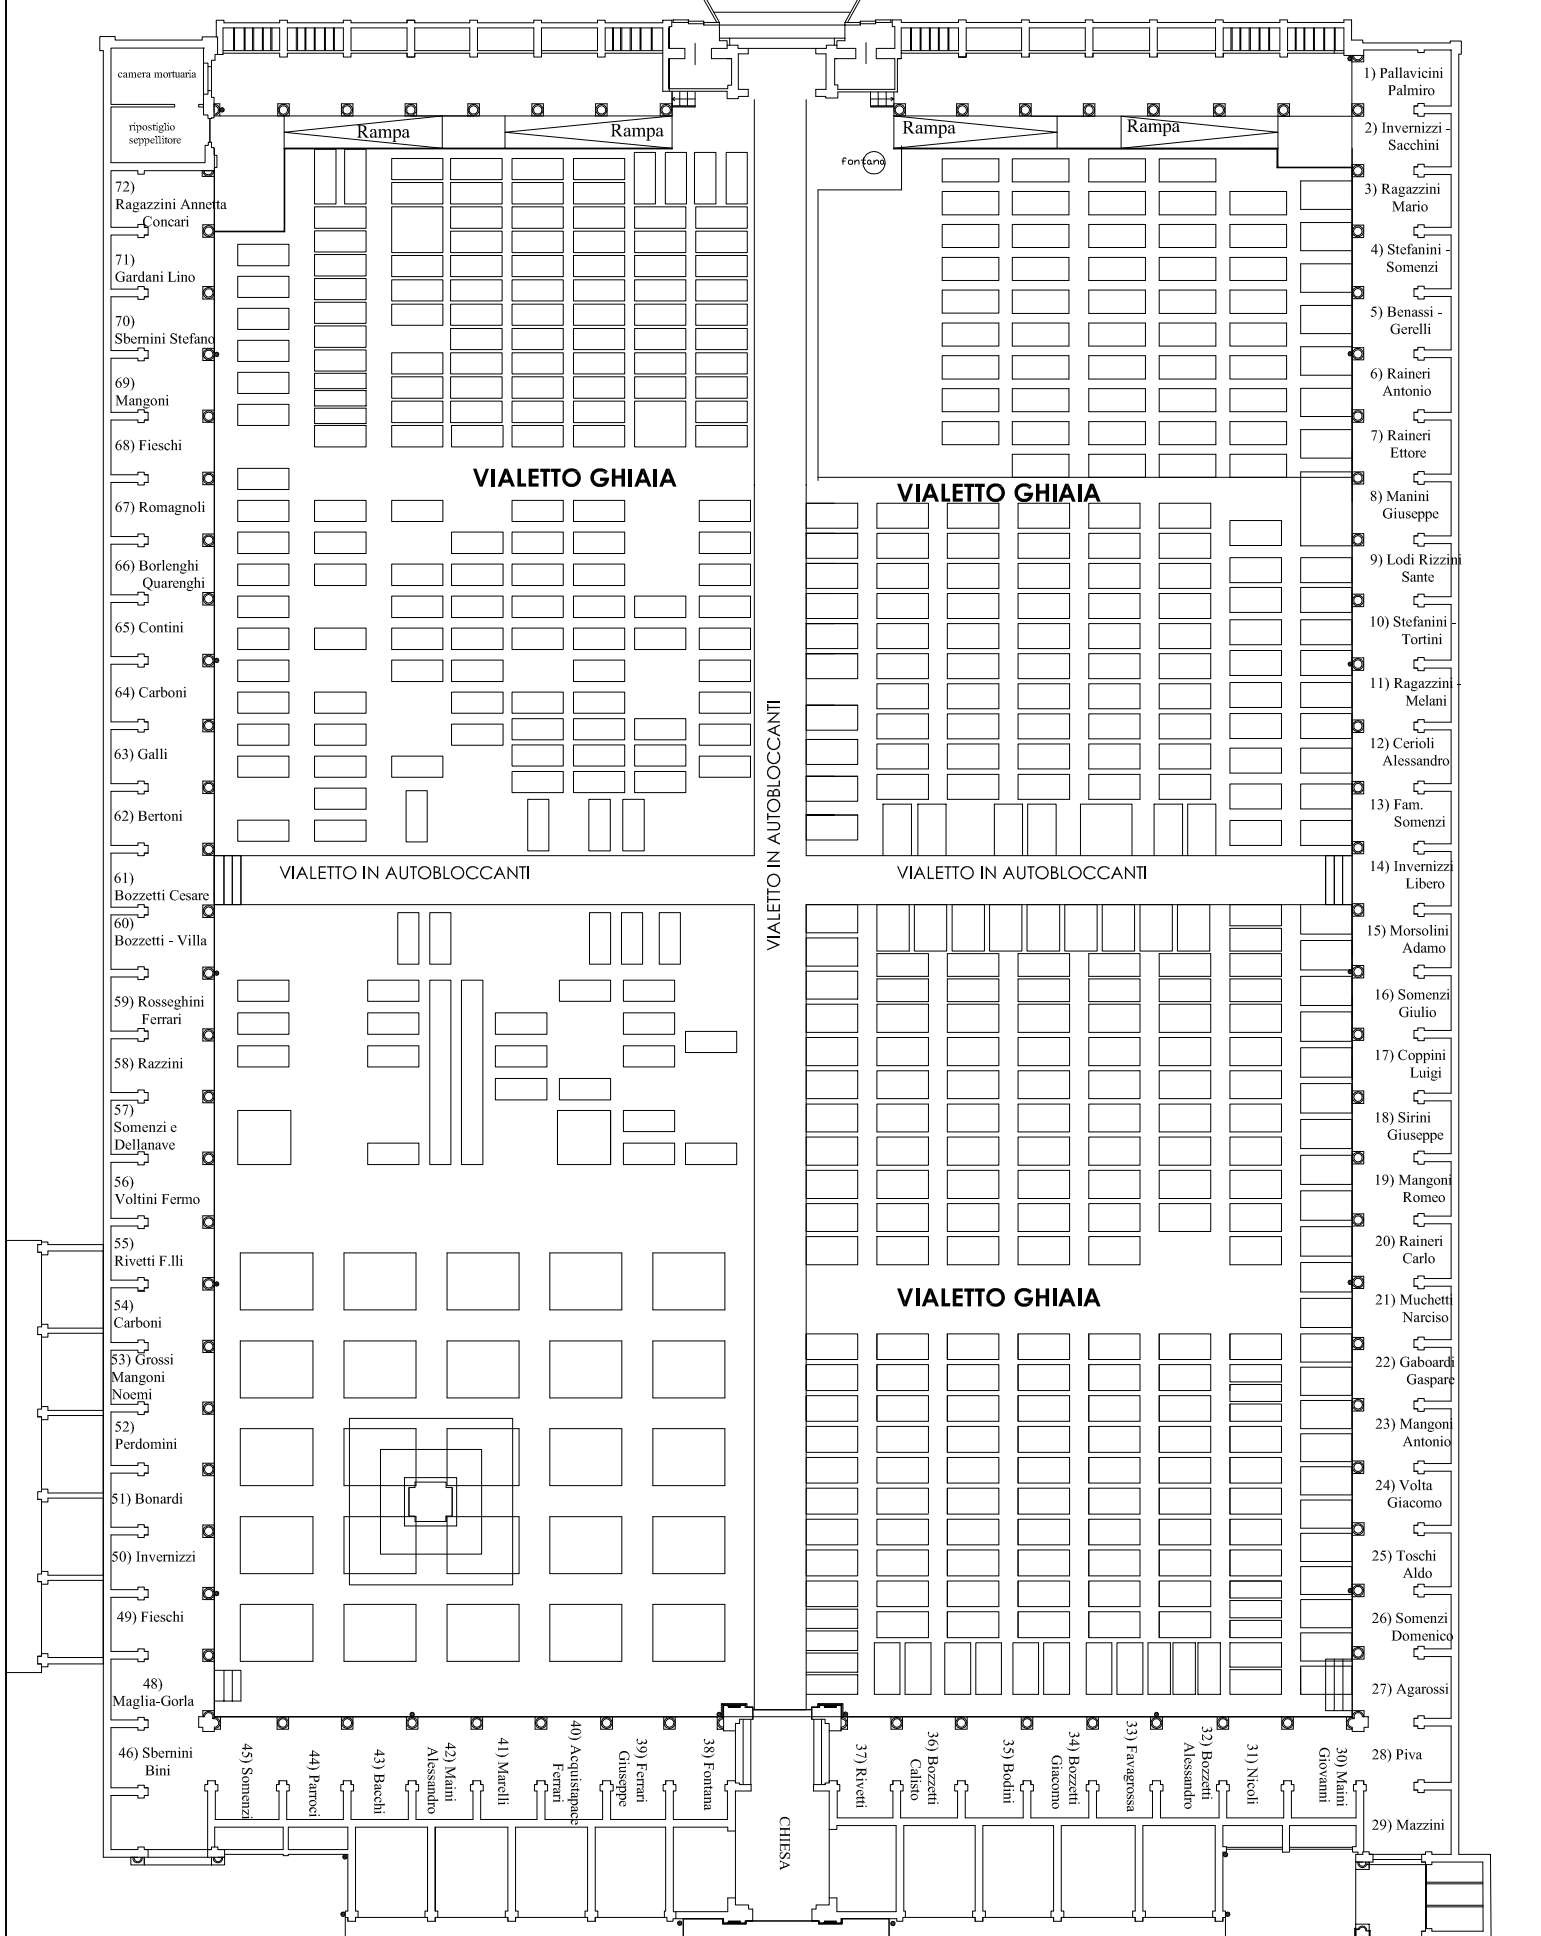 camera mortuaria
ripostiglio
seppellitore
Rampa
Rampa
Rampa
Rampa
fontana
1) Pallavicini
Palmiro
2) Invernizzi -
Sacchini
3) Ragazzini
Mario
4) Stefanini -
Somenzi
5) Benassi -
Gerelli
6) Raineri
Antonio
7) Raineri
Ettore
8) Manini
Giuseppe
9) Lodi Rizzini
Sante
10) Stefanini -
Tortini
11) Ragazzini -
Melani
12) Cerioli
Alessandro
13) Fam.
Somenzi
14) Invernizzi
Libero
15) Morsolini
Adamo
16) Somenzi
Giulio
17) Coppini
Luigi
18) Sirini
Giuseppe
19) Mangoni
Romeo
20) Raineri
Carlo
21) Muchetti
Narciso
22) Gaboardi
Gaspare
23) Mangoni
Antonio
24) Volta
Giacomo
25) Toschi
Aldo
26) Somenzi
Domenico
27) Agarossi
28) Piva
29) Mazzini
30) Maini
Giovanni
31) Nicoli
32) Bozzetti
Alessandro
33) Favagrossa
34) Bozzetti
Giacomo
35) Bodini
36) Bozzetti
Calisto
37) Rivetti
CHIESA
38) Fontana
39) Ferrari
Giuseppe
40) Acquistapace
Ferrari
41) Marelli
42) Maini
Alessandro
43) Bacchi
44) Parroci
45) Somenzi
46) Sbernini
Bini
48)
Maglia-Gorla
49) Fieschi
50) Invernizzi
51) Bonardi
52)
Perdomini
53) Grossi
Mangoni
Noemi
54)
Carboni
55)
Rivetti F.lli
56)
Voltini Fermo
57)
Somenzi e
Dellanave
58) Razzini
59) Rosseghini
Ferrari
60)
Bozzetti - Villa
61)
Bozzetti Cesare
62) Bertoni
63) Galli
64) Carboni
65) Contini
66) Borlenghi
Quarenghi
67) Romagnoli
68) Fieschi
69)
Mangoni
70)
Sbernini Stefano
71)
Gardani Lino
72)
Ragazzini Annetta
Concari
VIALETTO GHIAIA
VIALETTO GHIAIA
VIALETTO IN AUTOBLOCCANTI
VIALETTO IN AUTOBLOCCANTI
VIALETTO IN AUTOBLOCCANTI
VIALETTO GHIAIA